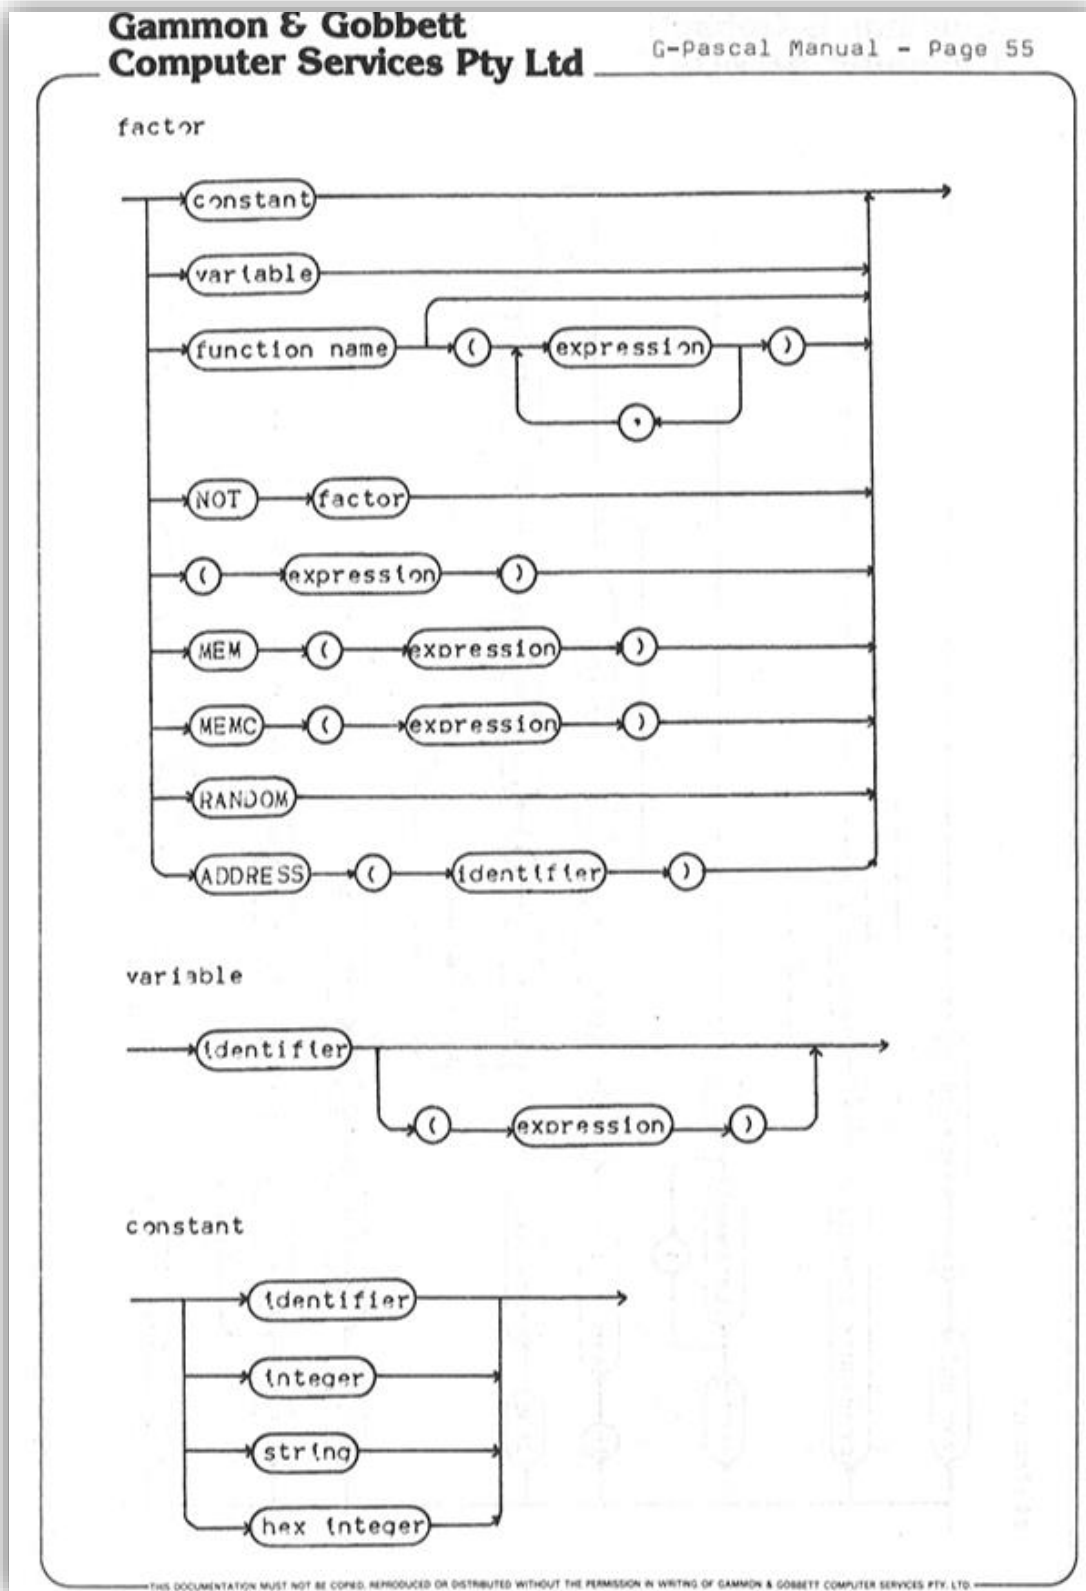 Gammon & Gobbett
Computer Services Pty Ltd
G-Pascal Manual - Page 55
factor
constant
variable
function name ( expression )
,
NOT factor
( expression )
MEM ( expression )
MEMC ( expression )
RANDOM
ADDRESS ( identifier )
variable
identifier
( expression )
constant
identifier
integer
string
hex integer
THIS DOCUMENTATION MUST NOT BE COPIED, REPRODUCED OR DISTRIBUTED WITHOUT THE PERMISSION IN WRITING OF GAMMON & GOBBETT COMPUTER SERVICES PTY. LTD.